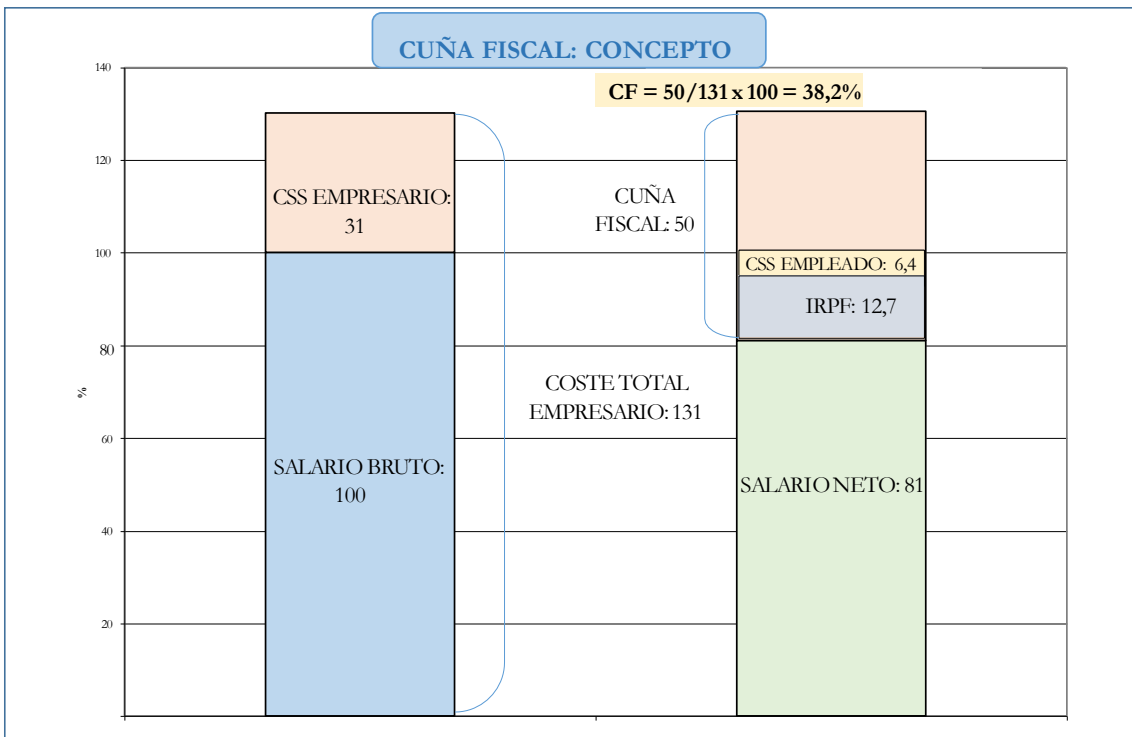 CUÑA FISCAL: CONCEPTO
CF = 50/131 x 100 = 38,2%
140
120
100
80
60
40
20
%
CSS EMPRESARIO:
31
SALARIO BRUTO:
100
COSTE TOTAL
EMPRESARIO: 131
CUÑA
FISCAL: 50
CSS EMPLEADO: 6,4
IRPF: 12,7
SALARIO NETO: 81